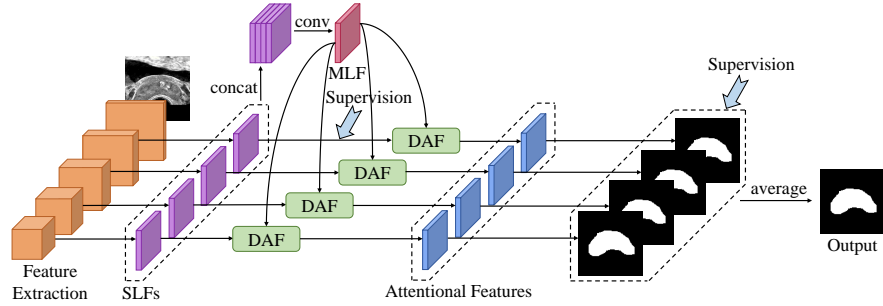 conv
MLF
concat
Supervision
Supervision
DAF
DAF
DAF
DAF
average
Output
Feature
Extraction
SLFs
Attentional Features